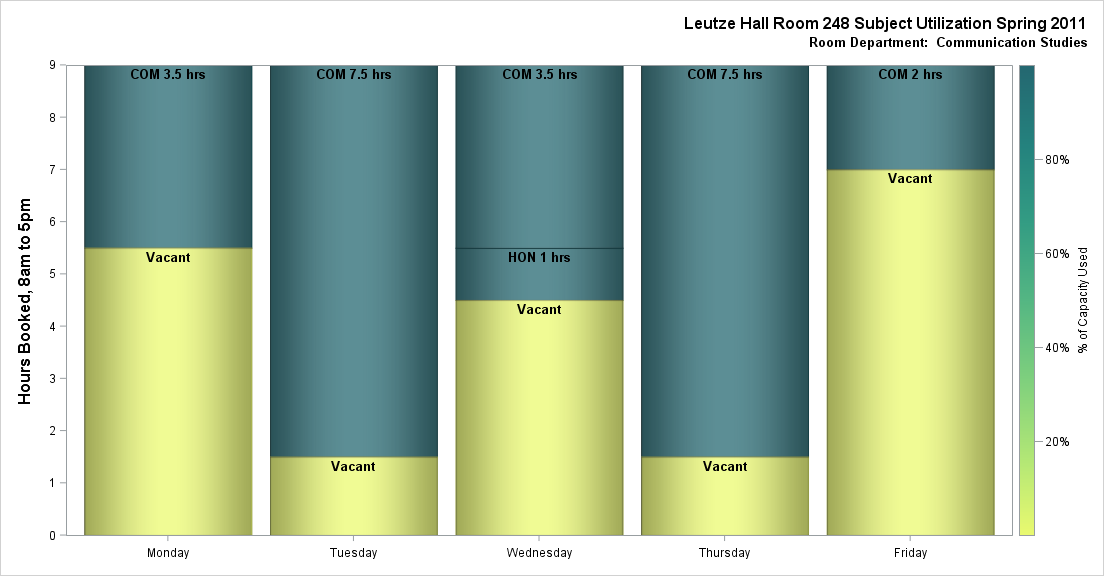 Leutze Hall Room 248 Subject Utilization Spring 2011
Room Department:  Communication Studies
Hours Booked, 8am to 5pm
9
8
7
6
5
4
3
2
1
0
COM 3.5 hrs
Vacant
COM 7.5 hrs
Vacant
COM 3.5 hrs
HON 1 hrs
Vacant
COM 7.5 hrs
Vacant
COM 2 hrs
Vacant
Monday
Tuesday
Wednesday
Thursday
Friday
80%
60%
40%
20%
% of Capacity Used